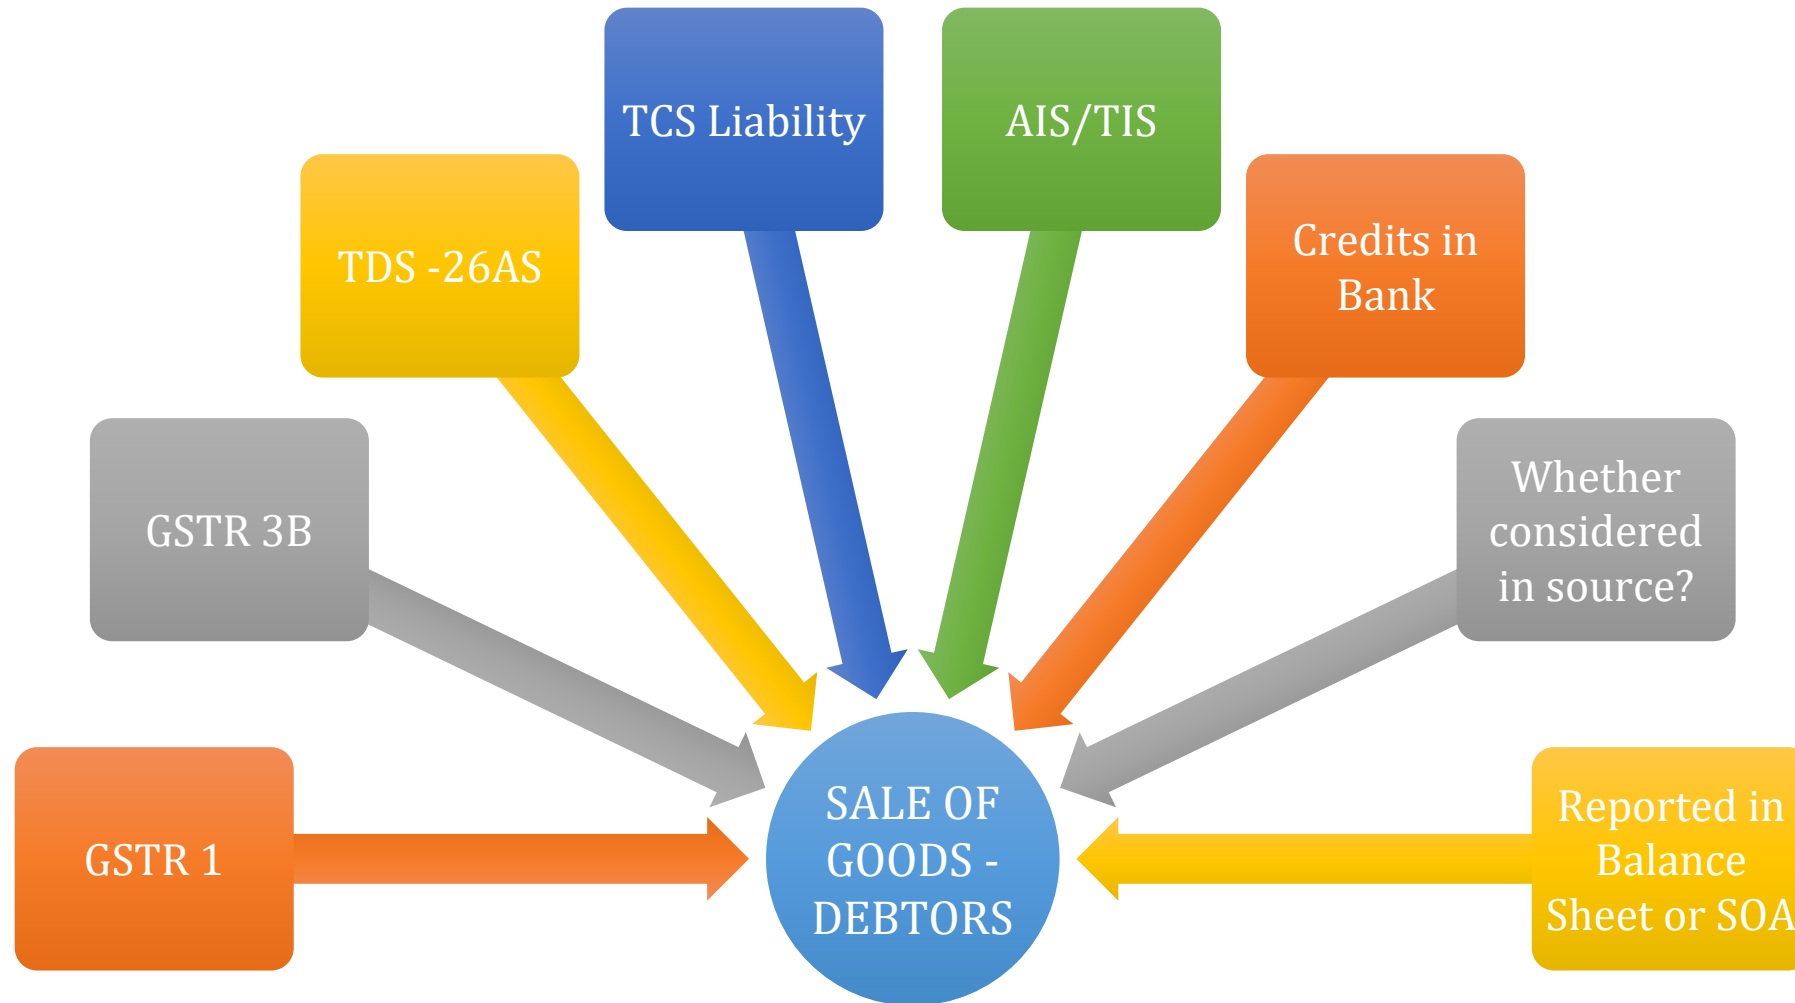 TCS Liability
AIS/TIS
TDS -26AS
Credits in
Bank
GSTR 3B
Whether
considered
in source?
GSTR 1
SALE OF
GOODS -
DEBTORS
Reported in
Balance
Sheet or SOA